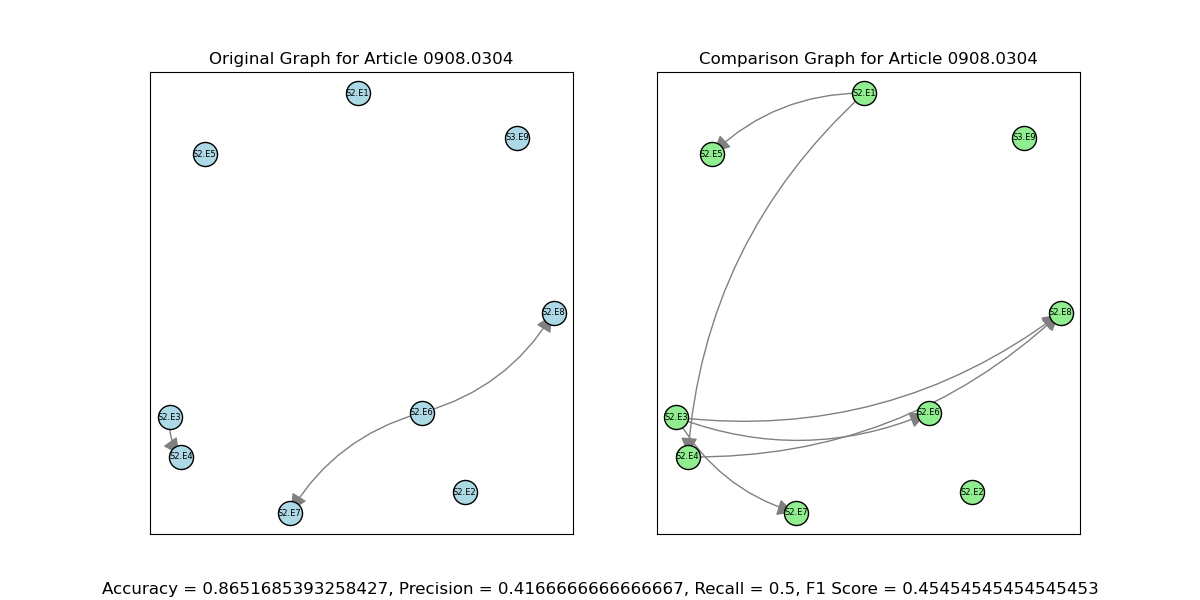 Original Graph for Article 0908.0304
S2.E1
S3.E9
S2.E5
S2.E8
S2.E6
S2.E3
S2.E4
S2.E2
S2.E7
Comparison Graph for Article 0908.0304
S2.E1
S3.E9
S2.E5
S2.E8
S2.E6
S2.E3
S2.E4
S2.E2
S2.E7
Accuracy = 0.8651685393258427, Precision = 0.4166666666666667, Recall = 0.5, F1 Score = 0.45454545454545453